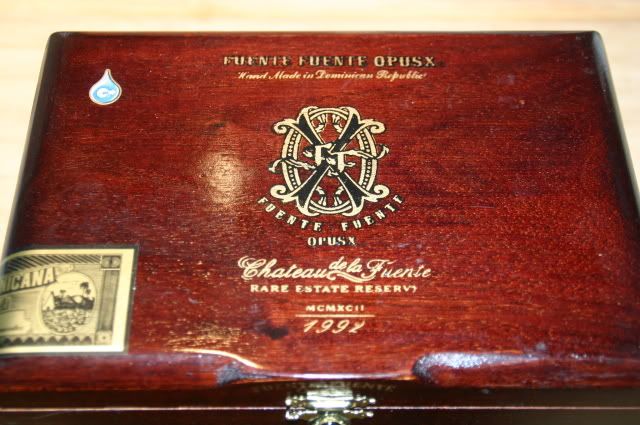 FUENTE FUENTE OPUSX
Hand Made in Dominican Republic
FUENTE FUENTE
OPUSX
Chateau de la Fuente
RARE ESTATE RESERVE
MCMXCII
1992